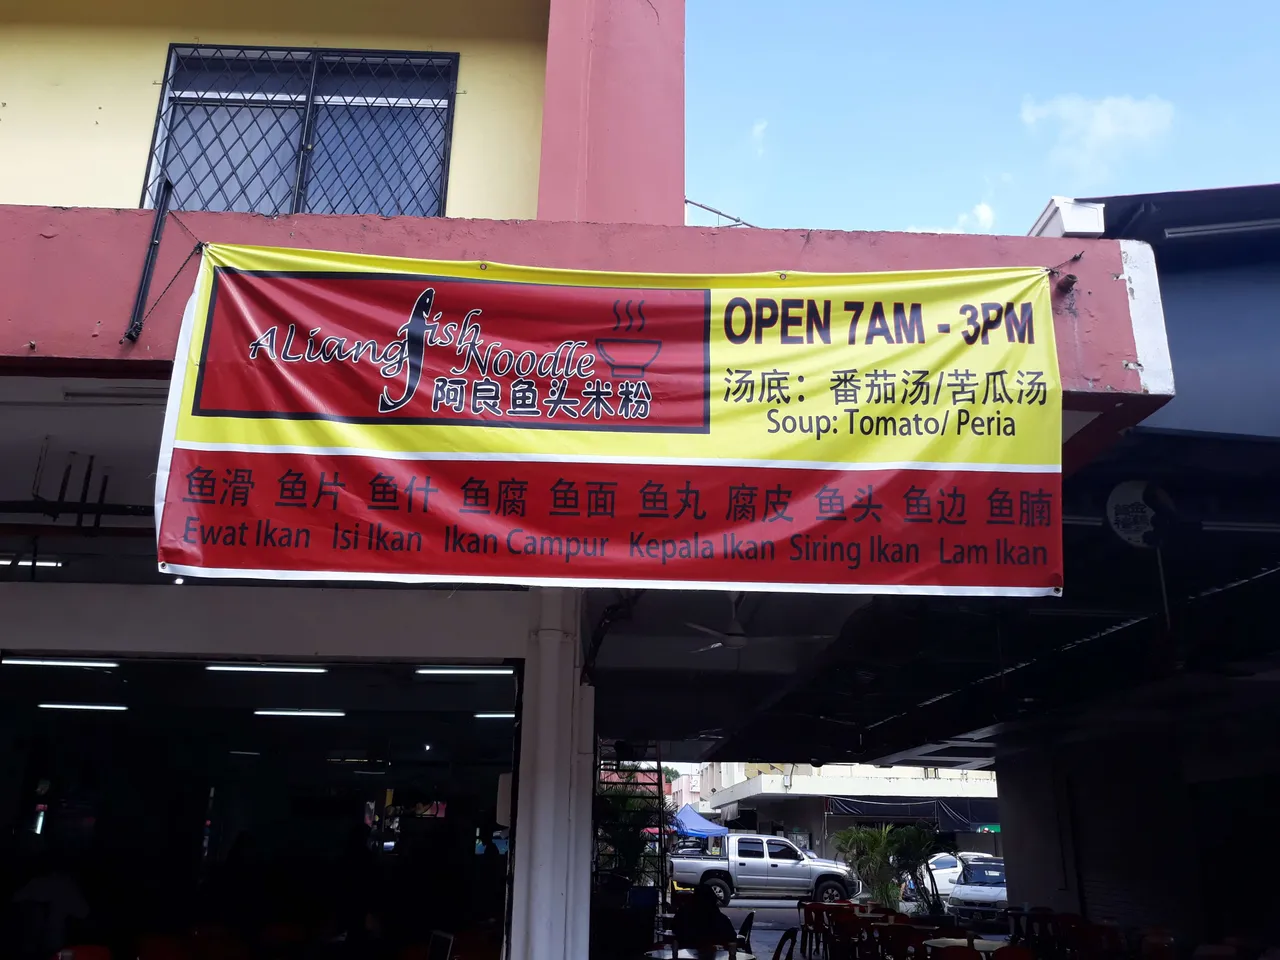 ALiang fish Noodle
阿良鱼头米粉
OPEN 7AM - 3PM
汤底：番茄汤/苦瓜汤
Soup: Tomato/ Peria
鱼滑 鱼片 鱼什 鱼腐 鱼面 鱼丸 腐皮 鱼头 鱼边 鱼腩
Ewat Ikan Isi Ikan Ikan Campur Kepala Ikan Siring Ikan Lam Ikan